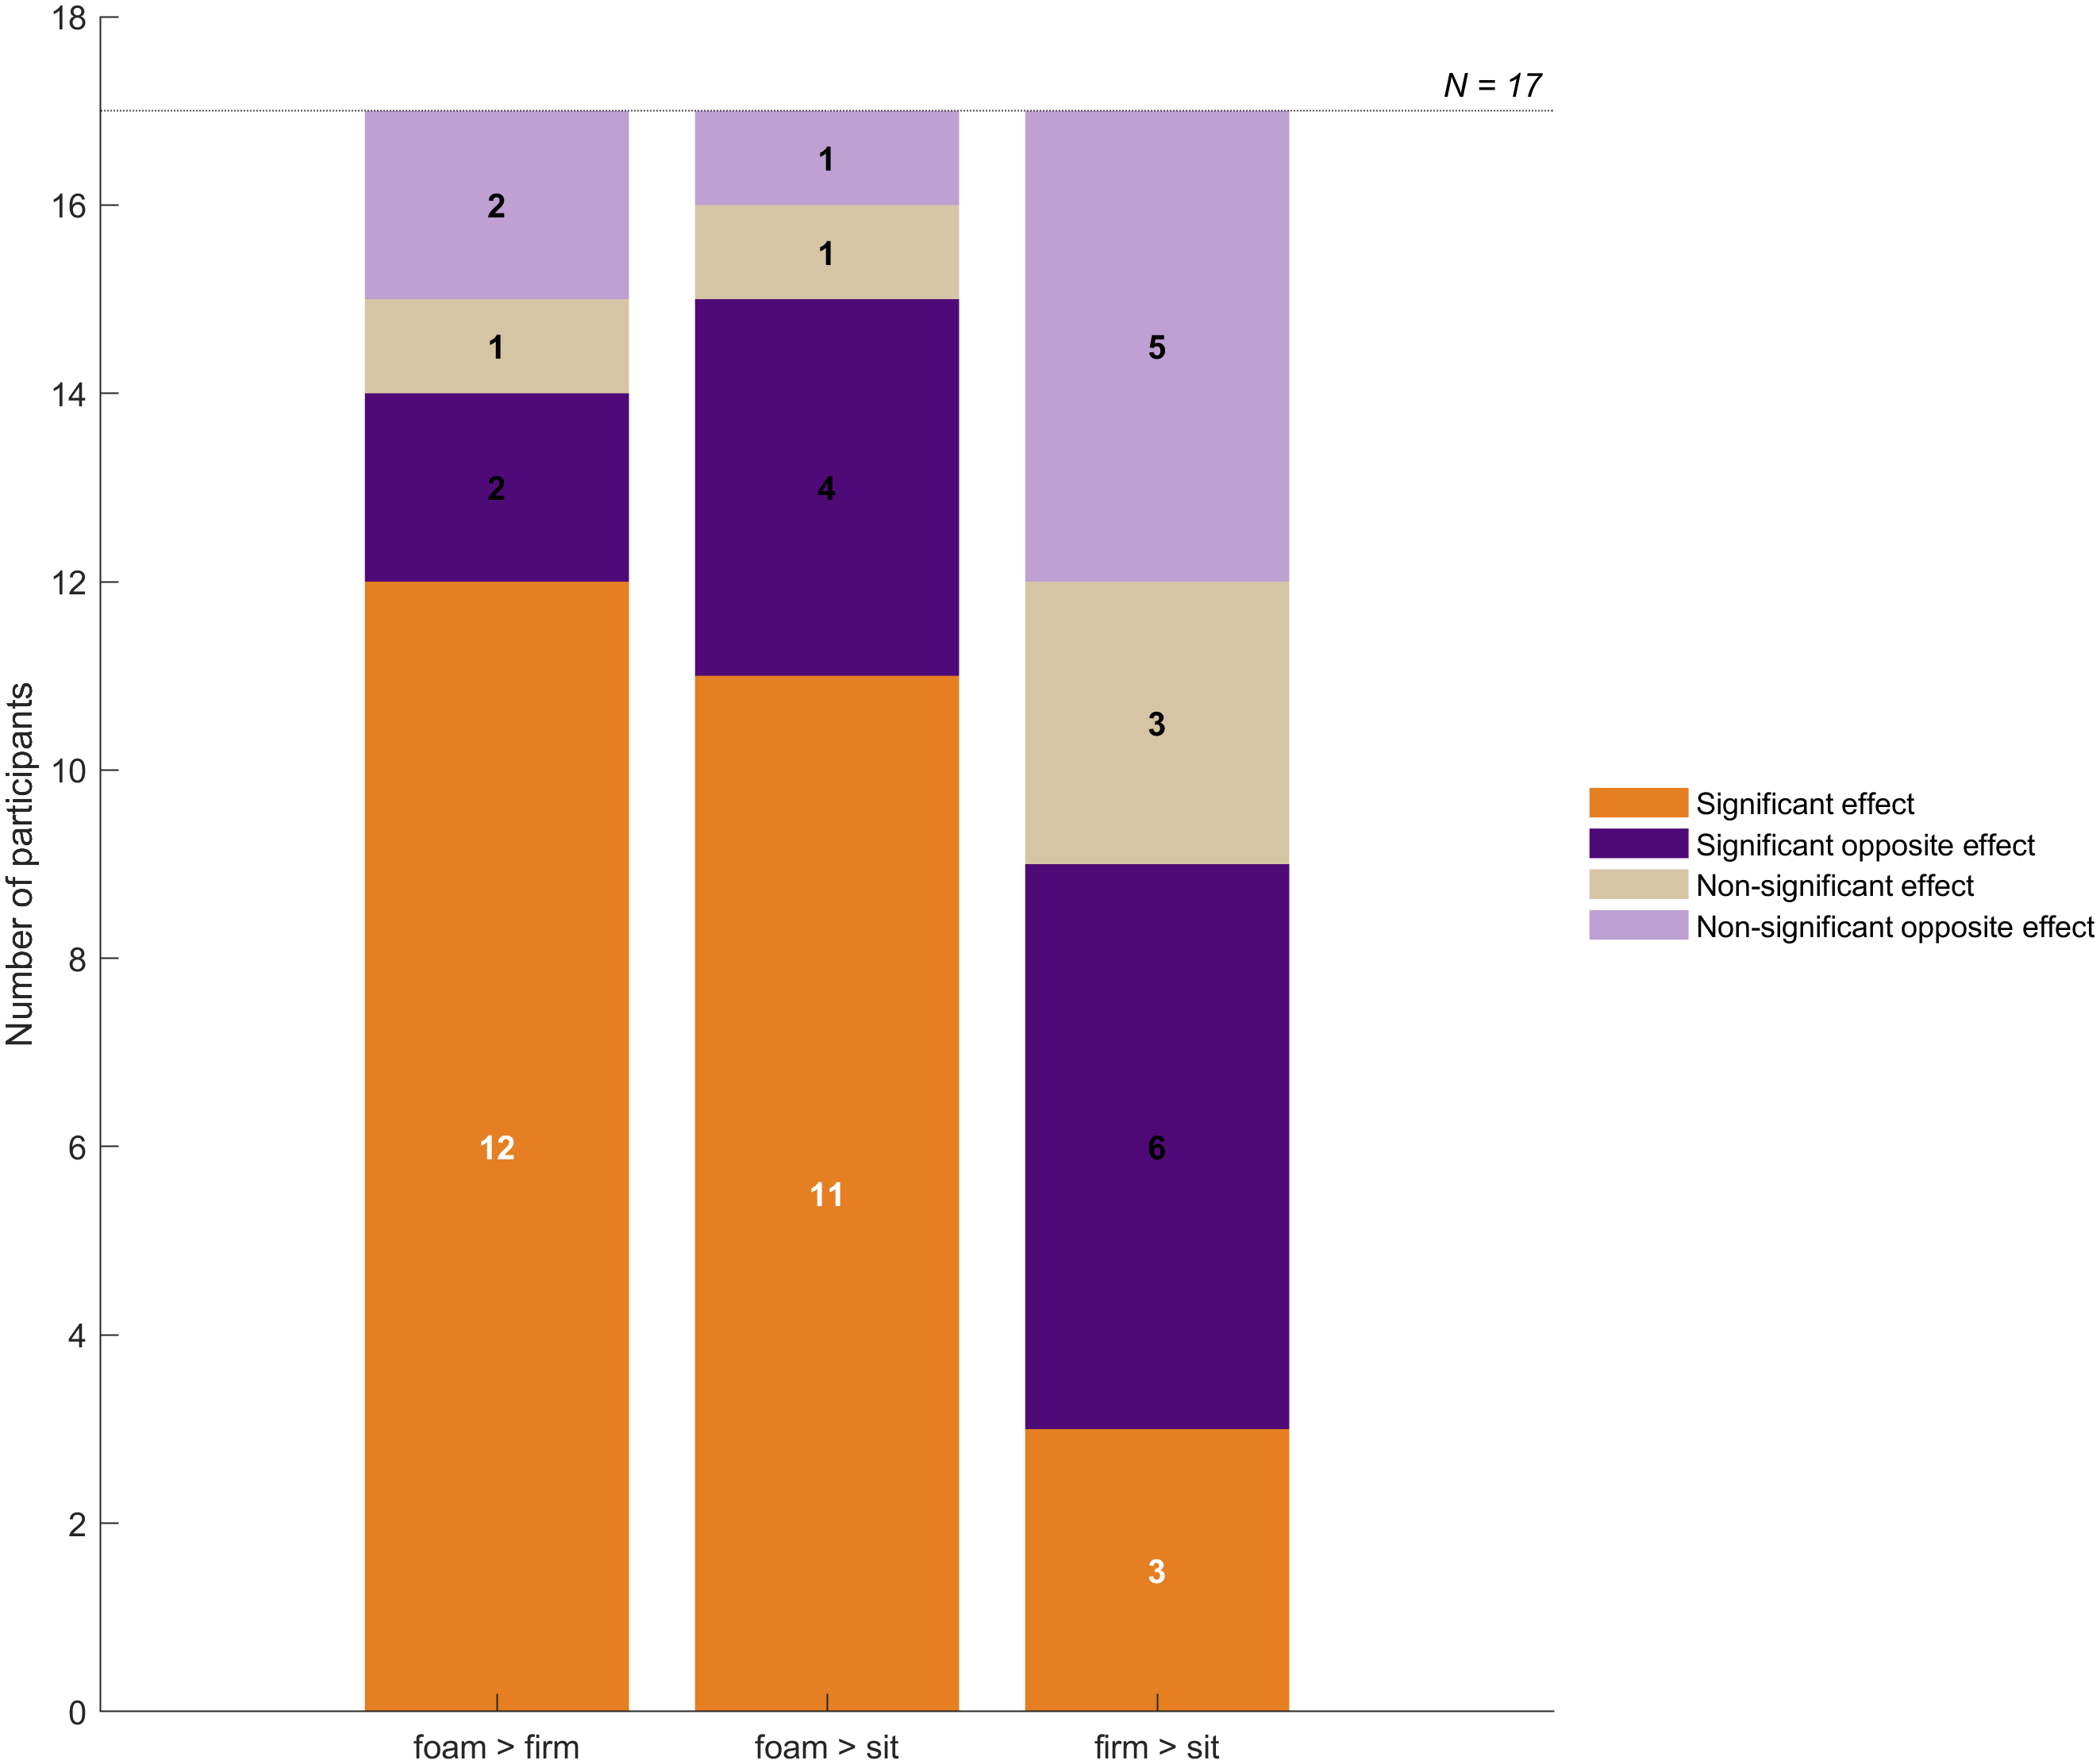 18
N = 17
16
14
12
10
8
6
4
2
0
Number of participants
2
1
2
12
1
1
4
11
5
3
6
3
foam > firm
foam > sit
firm > sit
Significant effect
Significant opposite effect
Non-significant effect
Non-significant opposite effect